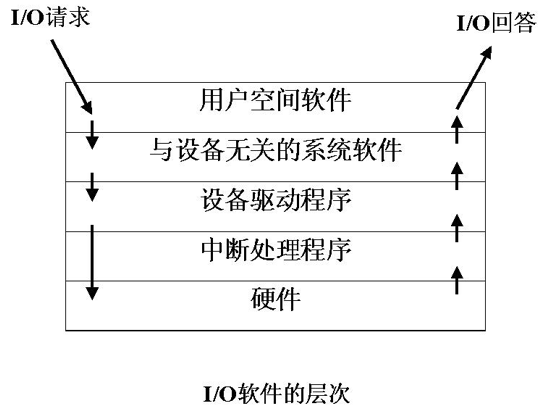 I/O请求
I/O回答
用户空间软件
与设备无关的系统软件
设备驱动程序
中断处理程序
硬件
I/O软件的层次